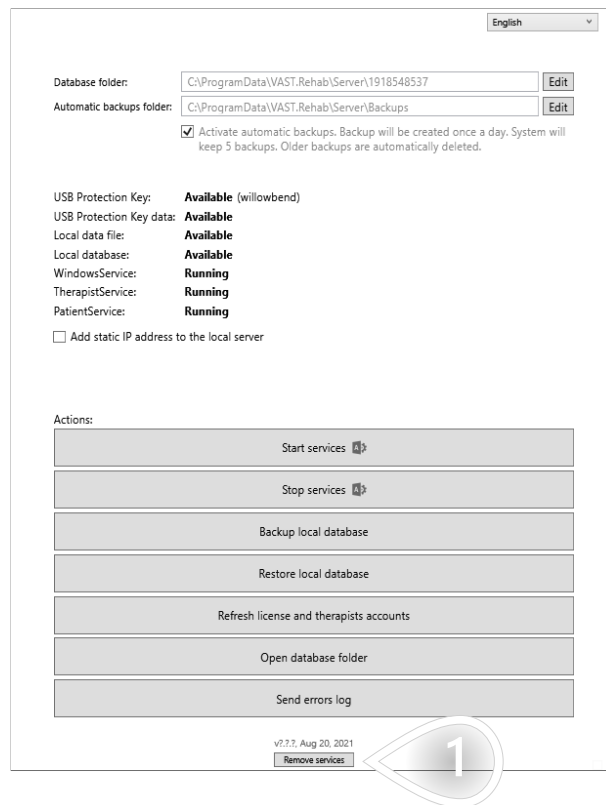 English
Database folder: C:\ProgramData\VAST.Rehab\Server\1918548537 Edit
Automatic backups folder: C:\ProgramData\VAST.Rehab\Server\Backups Edit
Activate automatic backups. Backup will be created once a day. System will
keep 5 backups. Older backups are automatically deleted.
USB Protection Key: Available (willowbend)
USB Protection Key data: Available
Local data file: Available
Local database: Available
WindowsService: Running
TherapistService: Running
PatientService: Running
Add static IP address to the local server
Actions:
Start services
Stop services
Backup local database
Restore local database
Refresh license and therapists accounts
Open database folder
Send errors log
v?.?.?, Aug 20, 2021
Remove services
1